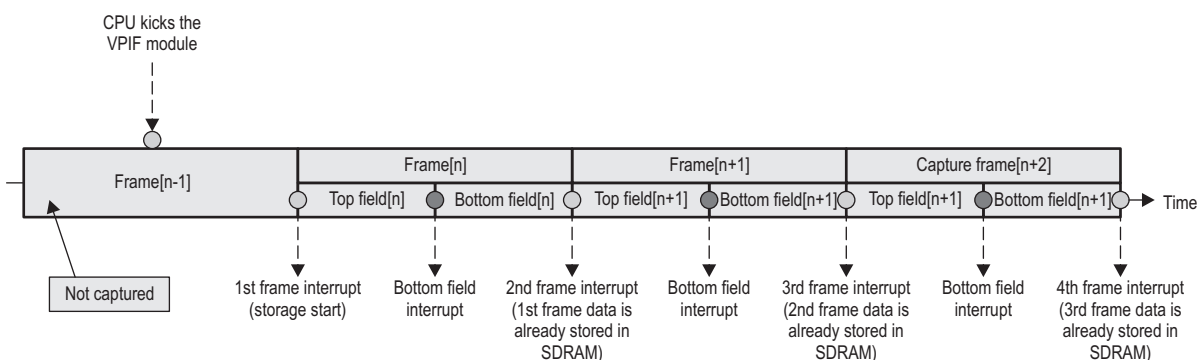 CPU kicks the
VPIF module
Frame[n-1]
Frame[n]
Frame[n+1]
Capture frame[n+2]
Top field[n]
Bottom field[n]
Top field[n+1]
Bottom field[n+1]
Top field[n+1]
Bottom field[n+1]
Time
Not captured
1st frame interrupt
(storage start)
Bottom field
interrupt
2nd frame interrupt
(1st frame data is
already stored in
SDRAM)
Bottom field
interrupt
3rd frame interrupt
(2nd frame data is
already stored in
SDRAM)
Bottom field
interrupt
4th frame interrupt
(3rd frame data is
already stored in
SDRAM)